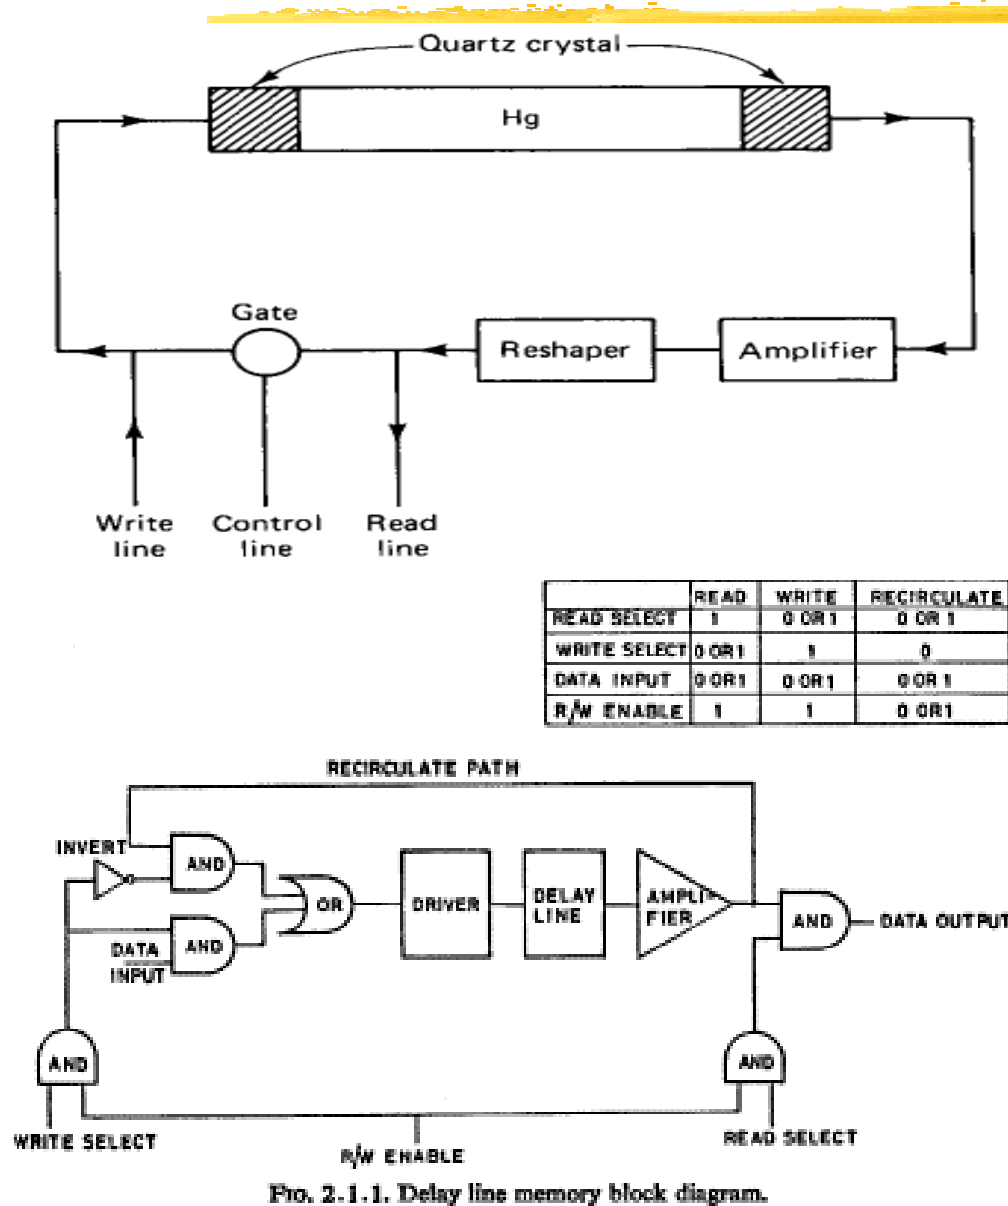 Quartz crystal
Hg
Gate
Reshaper
Amplifier
Write line
Control line
Read line
READ WRITE RECIRCULATE
READ SELECT 1 0 OR 1 0 OR 1
WRITE SELECT 0 OR 1 1 0
DATA INPUT 0 OR 1 0 OR 1 0 OR 1
R/W ENABLE 1 1 0 OR 1
RECIRCULATE PATH
INVERT
AND
OR
DRIVER
DELAY LINE
AMPLI-FIER
AND
DATA OUTPUT
AND
DATA INPUT
AND
AND
WRITE SELECT
READ SELECT
R/W ENABLE
FIG. 2.1.1. Delay line memory block diagram.